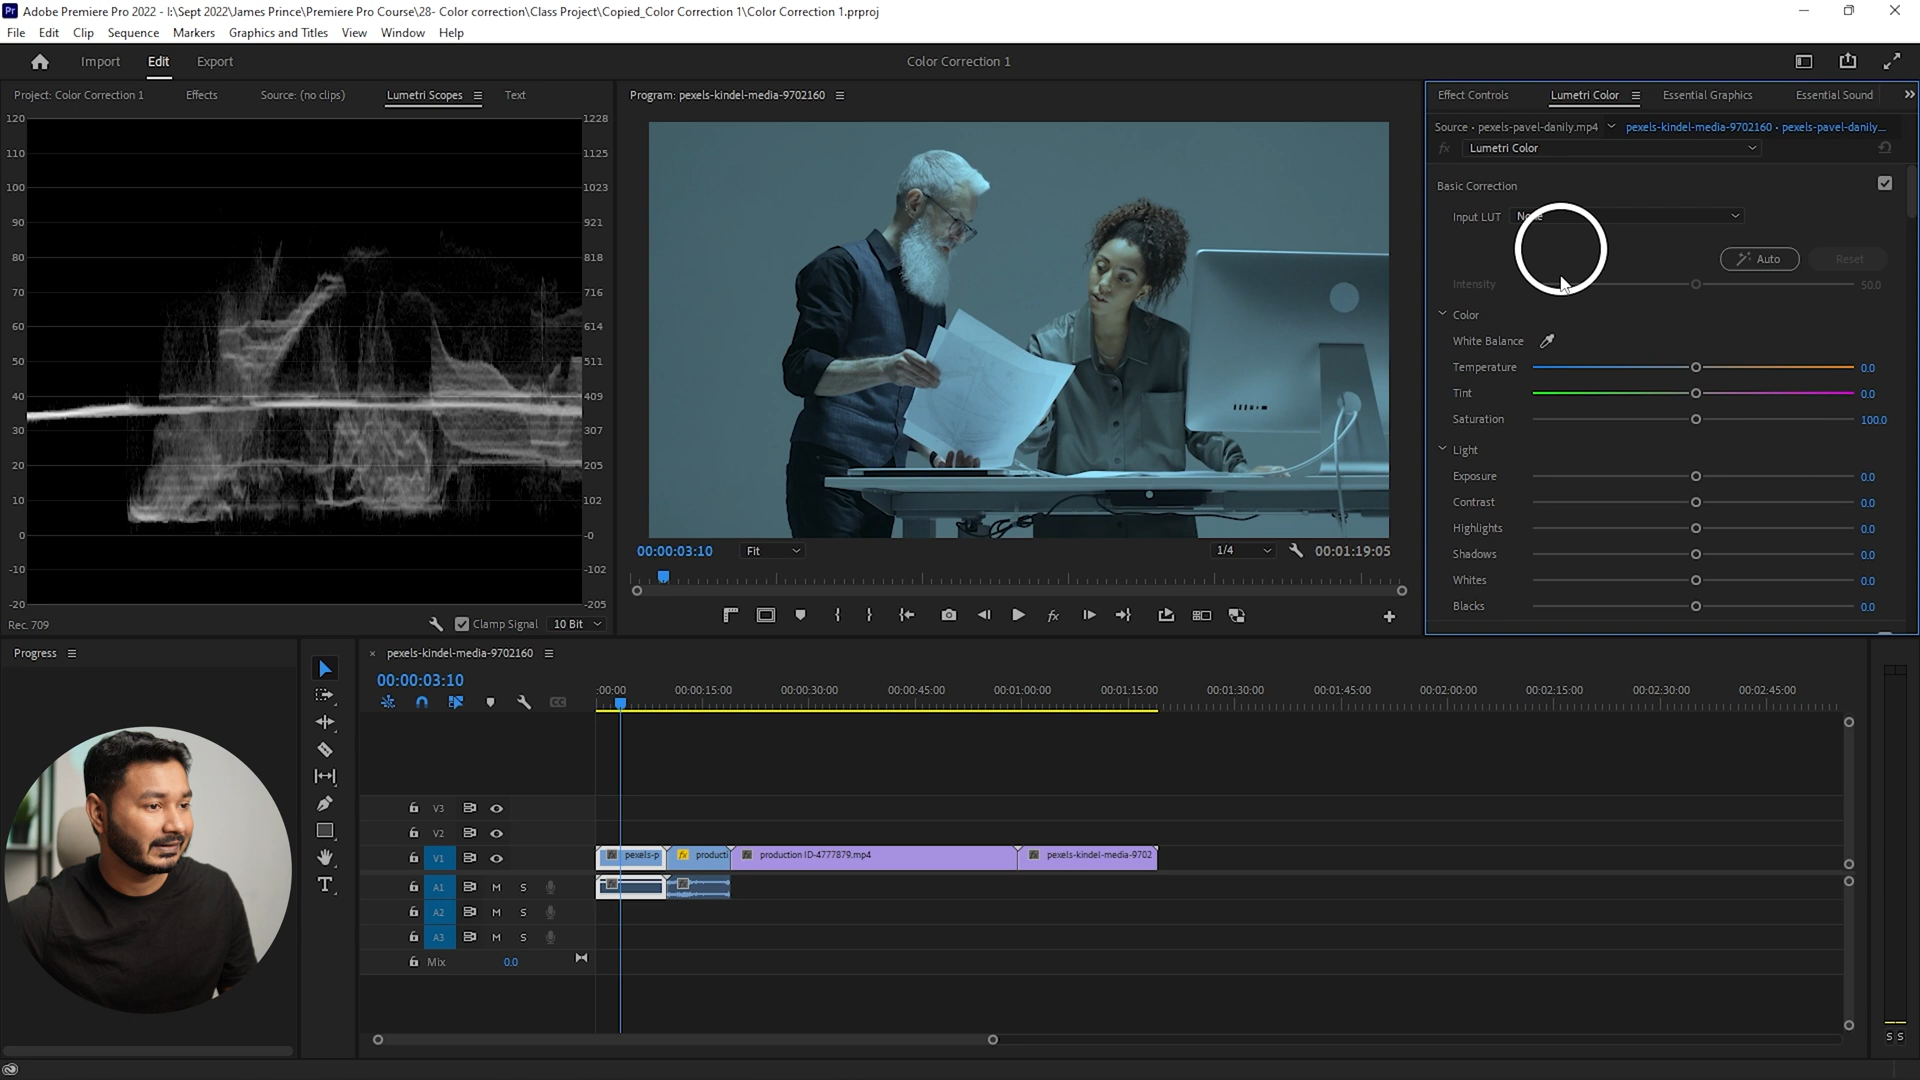 Adobe Premiere Pro 2022 - I:\Sept 2022\James Prince\Premiere Pro Course\28- Color correction\Class Project\Copied_Color Correction 1\Color Correction 1.prproj
File Edit Clip Sequence Markers Graphics and Titles View Window Help
Import Edit Export
Color Correction 1
Project: Color Correction 1 Effects Source: (no clips) Lumetri Scopes Text
120 1228
110 1125
100 1023
90 921
80 818
70 716
60 614
50 511
40 409
30 307
20 205
10 102
0 -0
-10 -102
-20 -205
Rec. 709
Clamp Signal 10 Bit
Program: pexels-kindel-media-9702160
00:00:03:10 Fit 1/4 00:01:19:05
Effect Controls Lumetri Color Essential Graphics Essential Sound
Source • pexels-pavel-danily.mp4 pexels-kindel-media-9702160 • pexels-pavel-danily...
fx Lumetri Color
Basic Correction
Input LUT None
Auto Reset
Intensity 50.0
Color
White Balance
Temperature 0.0
Tint 0.0
Saturation 100.0
Light
Exposure 0.0
Contrast 0.0
Highlights 0.0
Shadows 0.0
Whites 0.0
Blacks 0.0
Progress
× pexels-kindel-media-9702160
00:00:03:10
:00:00 00:00:15:00 00:00:30:00 00:00:45:00 00:01:00:00 00:01:15:00 00:01:30:00 00:01:45:00 00:02:00:00 00:02:15:00 00:02:30:00 00:02:45:00
V3
V2
V1 pexels-p producti production ID-4777879.mp4 pexels-kindel-media-9702
A1 M S
A2 M S
A3 M S
Mix 0.0
S S